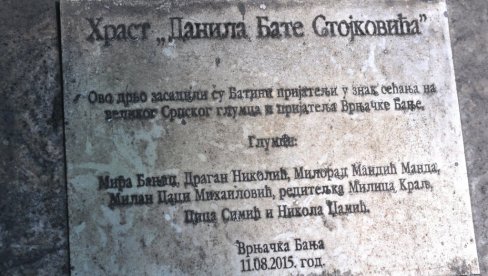 Храст „Данила Бате Стојковића”
Ово дрво засадили су Батини пријатељи у знак сећања на
великог Српског глумца и пријатеља Врњачке Бање.
Глумци:
Мира Бањац, Драган Николић, Милорад Мандић Манда,
Милан Цаци Михаиловић, редитељка Милица Краљ,
Цица Симић и Никола Џамић.
Врњачка Бања
11.08.2015. год.